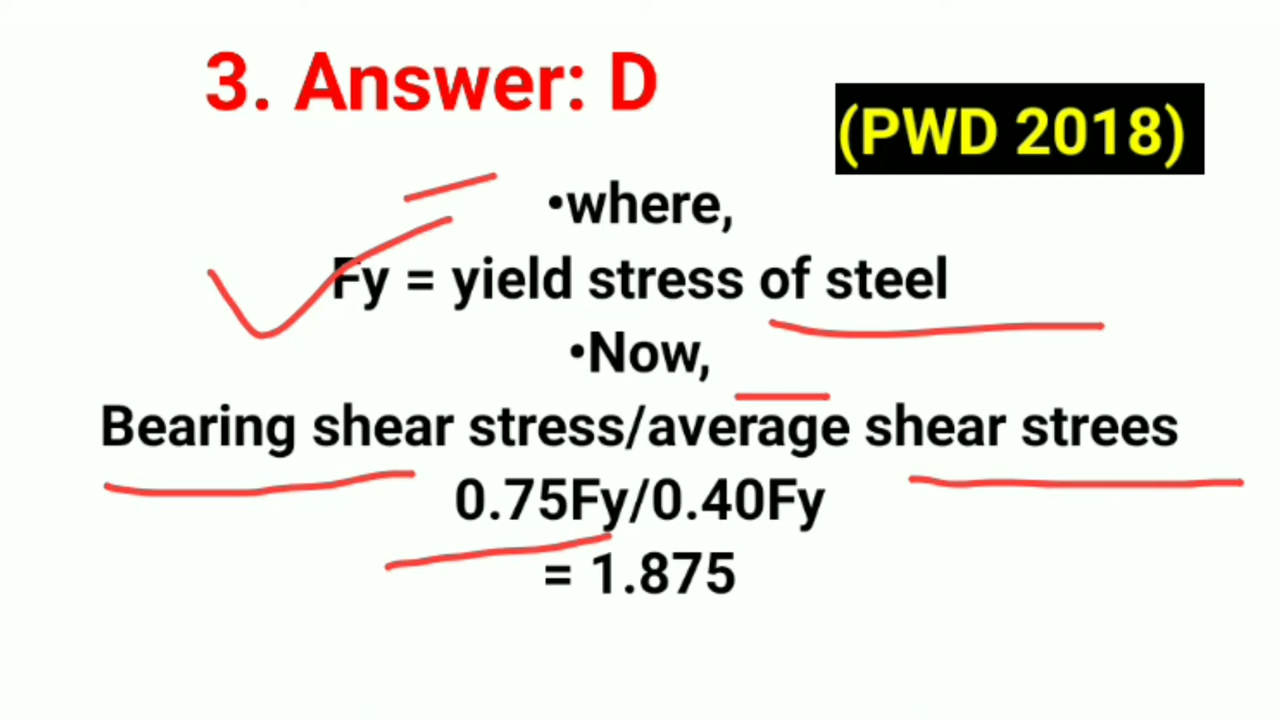 3. Answer: D
(PWD 2018)
•where,
Fy = yield stress of steel
•Now,
Bearing shear stress/average shear strees
0.75Fy/0.40Fy
= 1.875